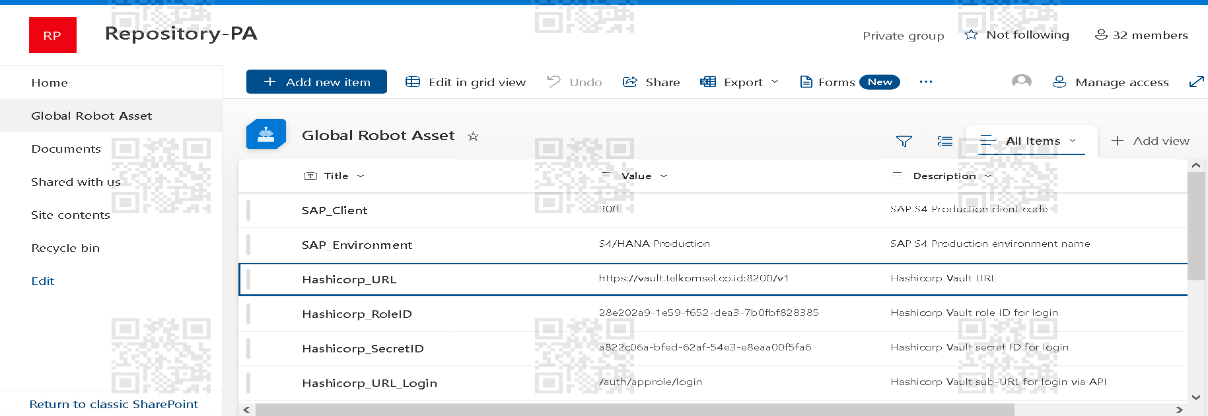 RP
Repository-PA
Private group
Not following
32 members
Home
Global Robot Asset
Documents
Shared with us
Site contents
Recycle bin
Edit
Return to classic SharePoint
+ Add new item
Edit in grid view
Undo
Share
Export
Forms New
...
Manage access
Global Robot Asset
All Items
+ Add view
Title Value Description
SAP_Client SAP S4 Production client code
SAP_Environment S4/HANA Production SAP S4 Production environment name
Hashicorp_URL https://vault.telkomsel.co.id:8200/v1 Hashicorp Vault URL
Hashicorp_RoleID 28e202a9-1e59-f652-dea3-7b0fbf828385 Hashicorp Vault role ID for login
Hashicorp_SecretID a822c06a-bfed-62af-54e3-e8eaa00f5fa6 Hashicorp Vault secret ID for login
Hashicorp_URL_Login /auth/approle/login Hashicorp Vault sub-URL for login via API